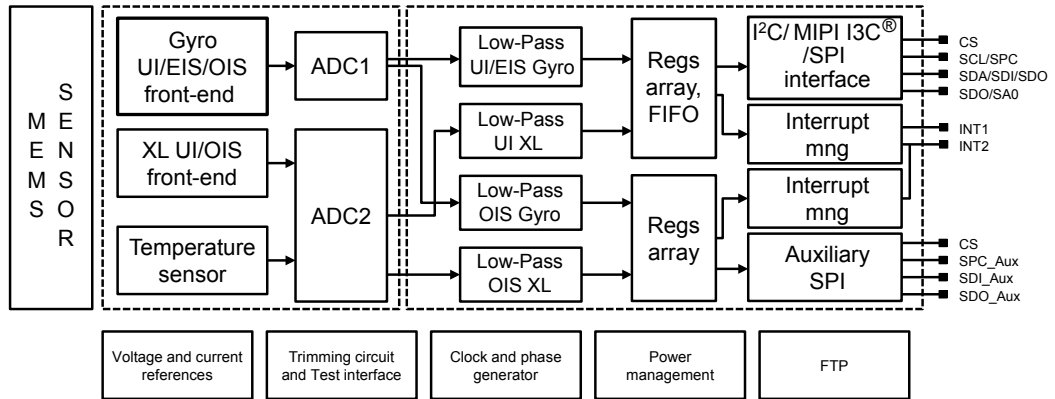 MEMS
SENSOR
Gyro
UI/EIS/OIS
front-end
XL UI/OIS
front-end
Temperature
sensor
ADC1
ADC2
Low-Pass
UI/EIS Gyro
Low-Pass
UI XL
Low-Pass
OIS Gyro
Low-Pass
OIS XL
Regs
array,
FIFO
Regs
array
I²C/ MIPI I3C®
/SPI
interface
Interrupt
mng
Interrupt
mng
Auxiliary
SPI
CS
SCL/SPC
SDA/SDI/SDO
SDO/SA0
INT1
INT2
CS
SPC_Aux
SDI_Aux
SDO_Aux
Voltage and current
references
Trimming circuit
and Test interface
Clock and phase
generator
Power
management
FTP